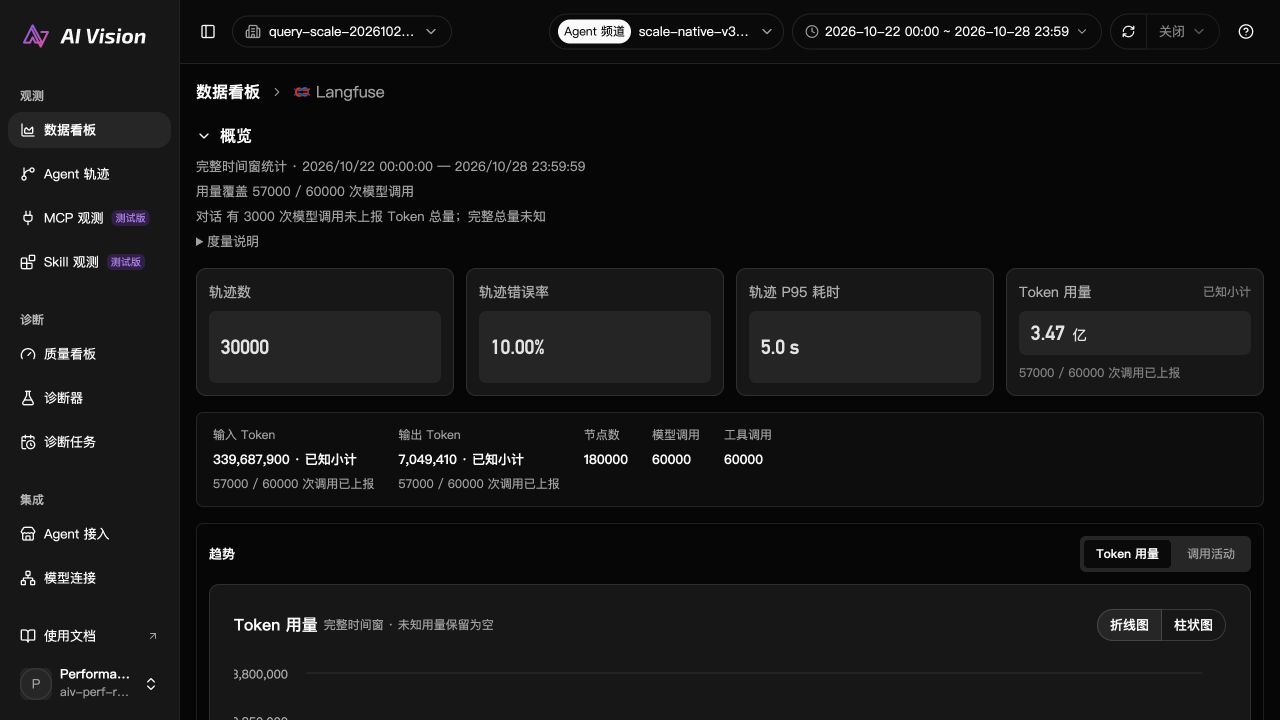 AI Vision
query-scale-2026102...
Agent 频道 scale-native-v3...
2026-10-22 00:00 ~ 2026-10-28 23:59
关闭
观测
数据看板
Agent 轨迹
MCP 观测 测试版
Skill 观测 测试版
诊断
质量看板
诊断器
诊断任务
集成
Agent 接入
模型连接
使用文档
P
Performa...
aiv-perf-r...
数据看板 > Langfuse
概览
完整时间窗统计 · 2026/10/22 00:00:00 — 2026/10/28 23:59:59
用量覆盖 57000 / 60000 次模型调用
对话 有 3000 次模型调用未上报 Token 总量；完整总量未知
度量说明
轨迹数
30000
轨迹错误率
10.00%
轨迹 P95 耗时
5.0 s
Token 用量 已知小计
3.47 亿
57000 / 60000 次调用已上报
输入 Token
339,687,900 · 已知小计
57000 / 60000 次调用已上报
输出 Token
7,049,410 · 已知小计
57000 / 60000 次调用已上报
节点数
180000
模型调用
60000
工具调用
60000
趋势
Token 用量 调用活动
Token 用量 完整时间窗 · 未知用量保留为空
折线图 柱状图
3,800,000